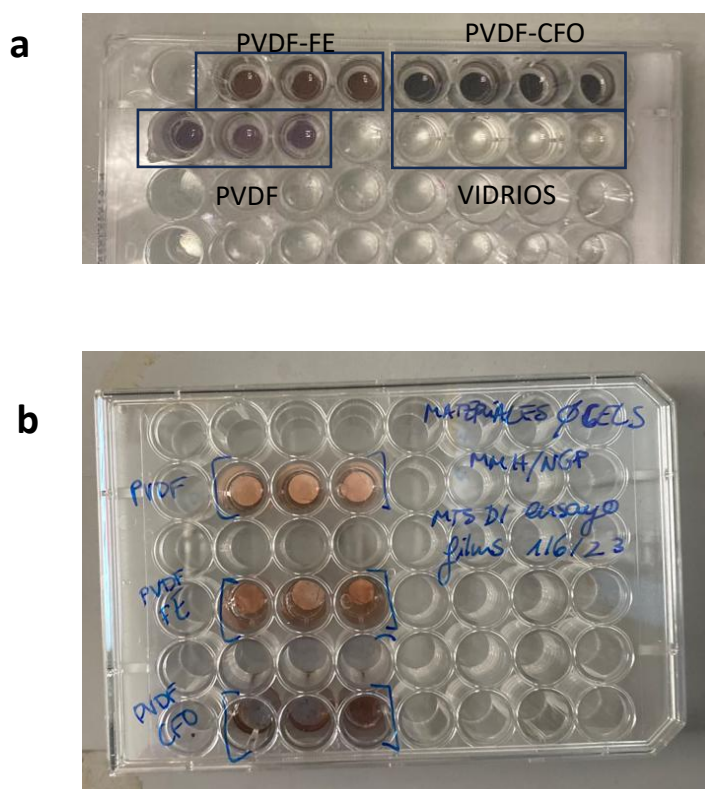 a
PVDF-FE PVDF-CFO
PVDF VIDRIOS
b
MATERIALES Ø CELS
MMH/NGP
MTS D1 ensayo
films 1/6/23
PVDF
PVDF
FE
PVDF
CFO